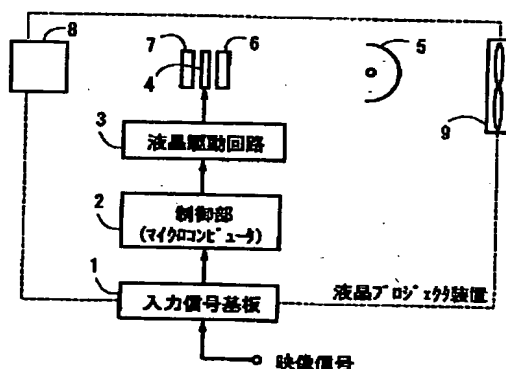 8
7
6
5
4
9
3
液晶駆動回路
2
制御部
(マイクロコンピュータ)
1
入力信号基板
液晶プロジェクタ装置
映像信号